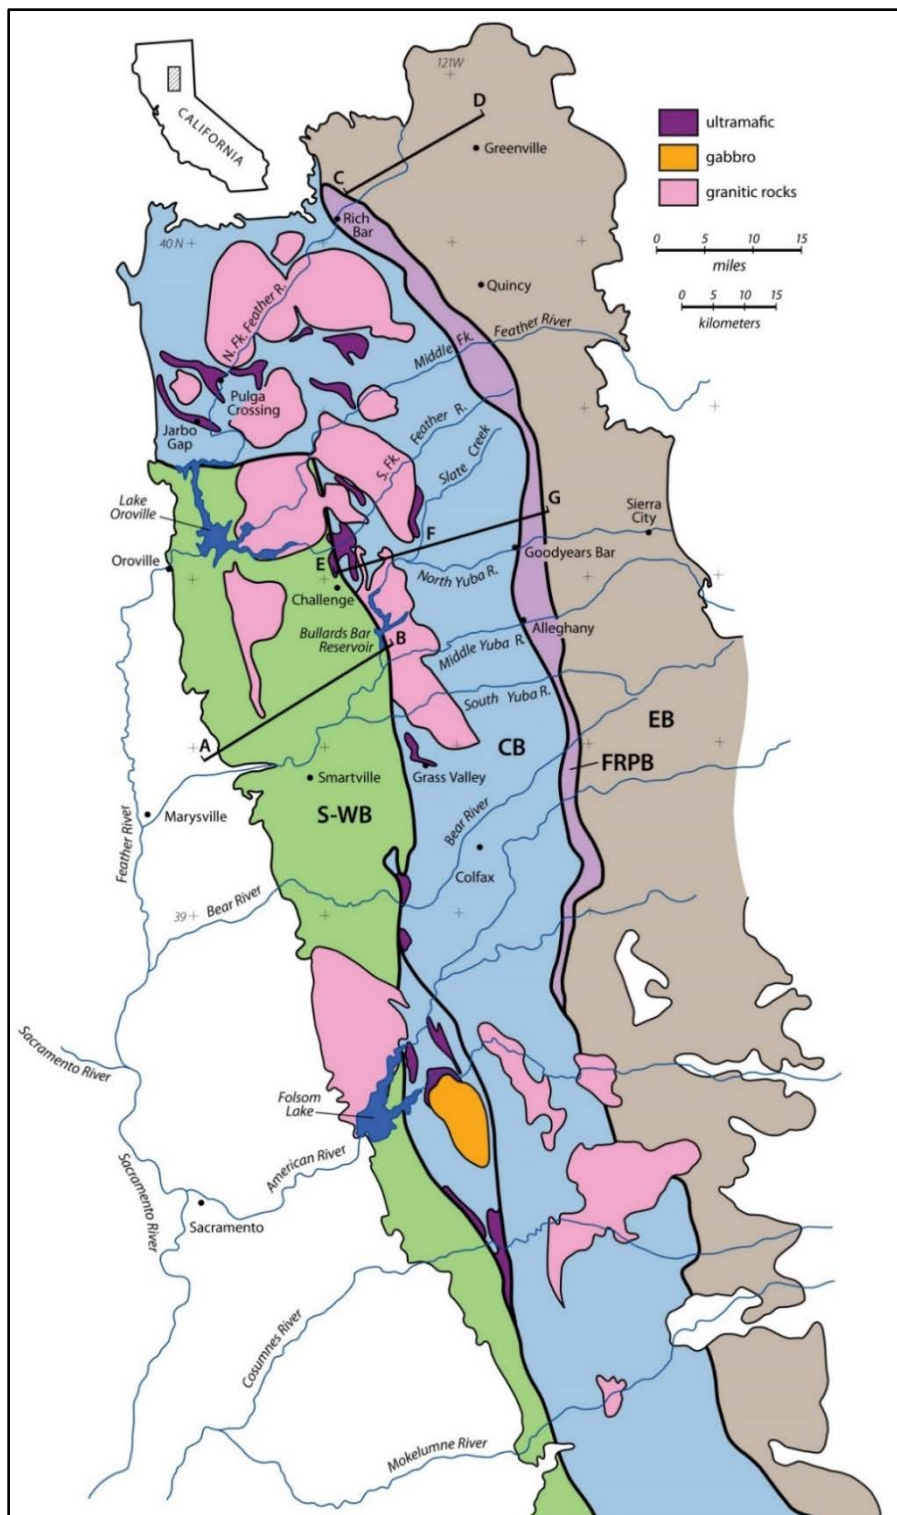 121W
CALIFORNIA
D
Greenville
ultramafic
gabbro
granitic rocks
C
Rich
Bar
40 N
0 5 10 15
miles
0 5 10 15
kilometers
Quincy
N. Fk. Feather R.
Middle Fk. Feather River
Pulga
Crossing
Jarbo
Gap
S. Fk. Feather R.
Slate Creek
Lake
Oroville
G
Sierra
City
F
Oroville
E
Goodyears Bar
North Yuba R.
Challenge
Bullards Bar
Reservoir
B
Alleghany
Middle Yuba R.
South Yuba R.
A
EB
CB
FRPB
Smartville
Grass Valley
S-WB
Marysville
Feather River
Bear River
Colfax
39
Bear River
Sacramento River
Folsom
Lake
American River
Sacramento River
Sacramento
Cosumnes River
Mokelumne River